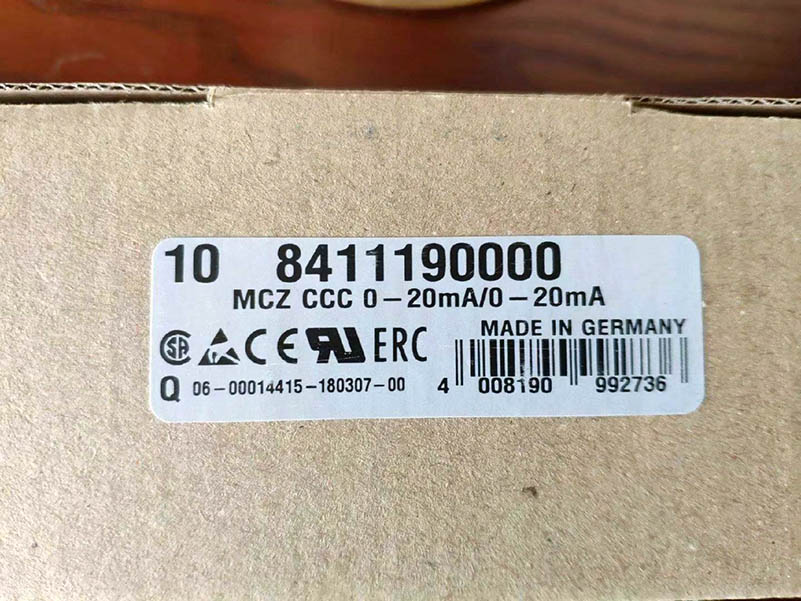 10 8411190000
MCZ CCC 0-20mA/0-20mA
MADE IN GERMANY
ERC
Q 06-00014415-180307-00
4 008190 992736